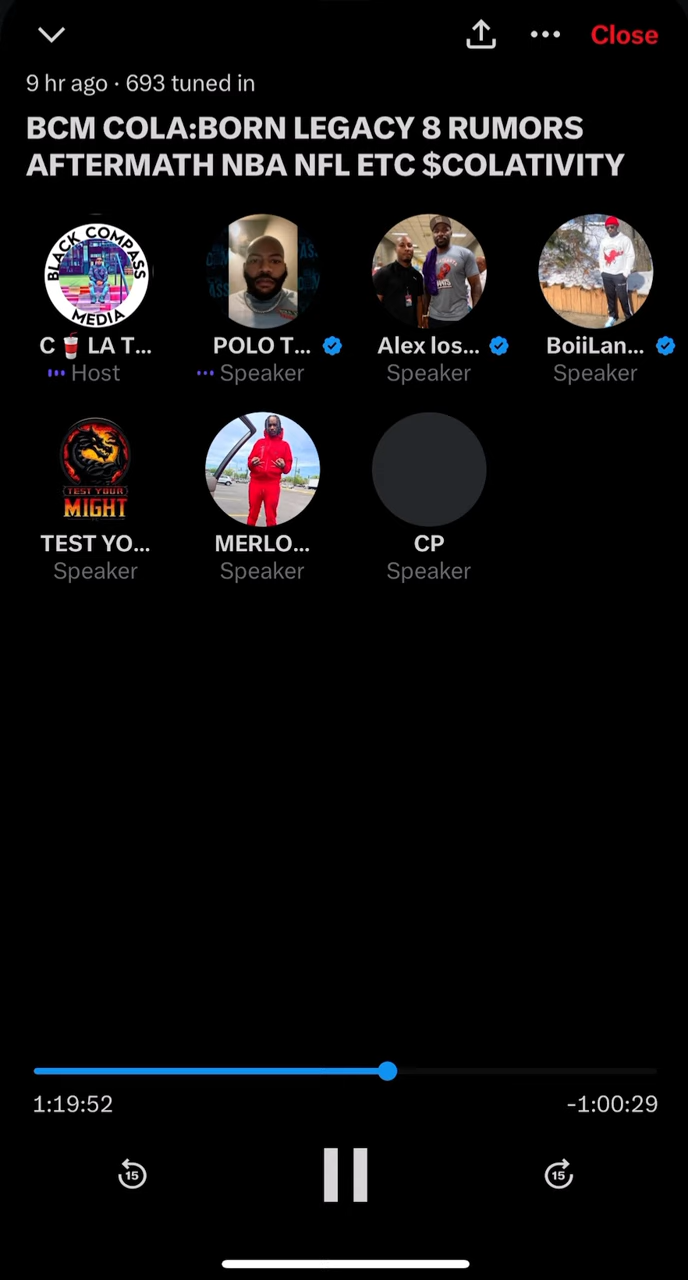 Close
9 hr ago · 693 tuned in
BCM COLA:BORN LEGACY 8 RUMORS
AFTERMATH NBA NFL ETC $COLATIVITY
BLACK COMPASS
MEDIA
C🥤LA T...
Host
POLO T...
Speaker
Alex los...
Speaker
BoiiLan...
Speaker
TEST YOUR
MIGHT
TEST YO...
Speaker
MERLO...
Speaker
CP
Speaker
1:19:52
-1:00:29
15
15